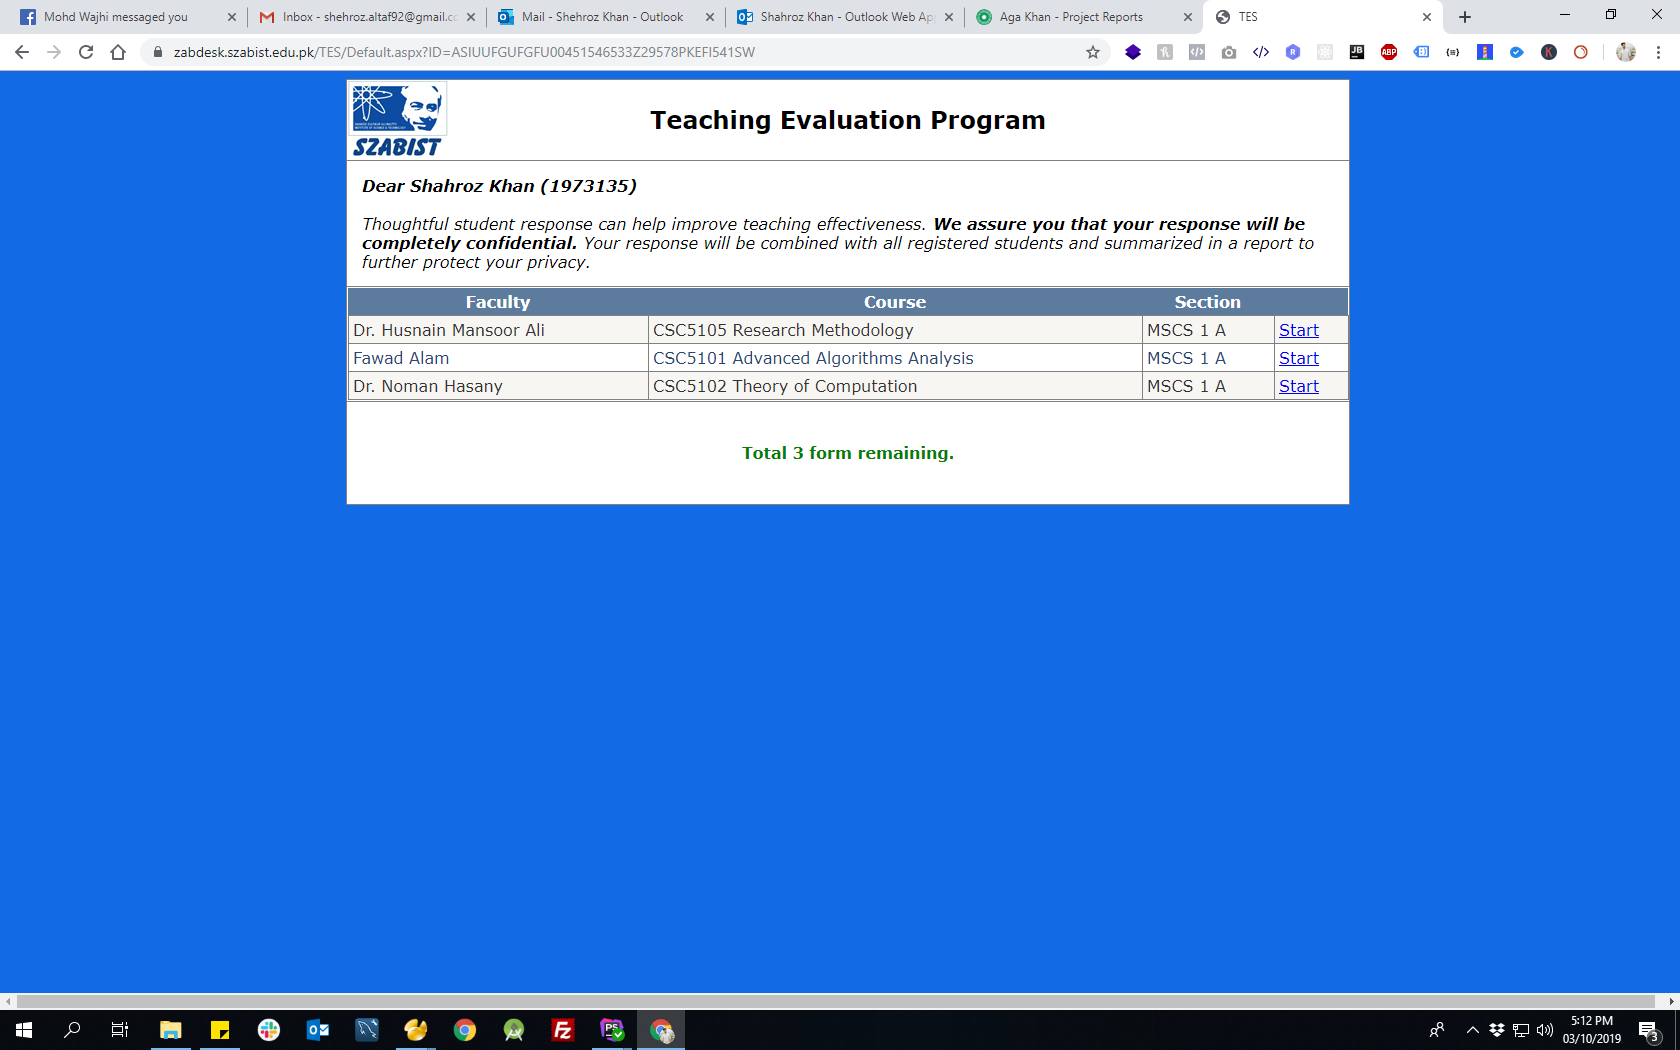 Mohd Wajhi messaged you
Inbox - shehroz.altaf92@gmail.cc
Mail - Shehroz Khan - Outlook
Shahroz Khan - Outlook Web Ap
Aga Khan - Project Reports
TES
zabdesk.szabist.edu.pk/TES/Default.aspx?ID=ASIUUFGUFGFU00451546533Z29578PKEFI541SW
SZABIST
Teaching Evaluation Program
Dear Shahroz Khan (1973135)
Thoughtful student response can help improve teaching effectiveness. We assure you that your response will be
completely confidential. Your response will be combined with all registered students and summarized in a report to
further protect your privacy.
Faculty Course Section
Dr. Husnain Mansoor Ali CSC5105 Research Methodology MSCS 1 A Start
Fawad Alam CSC5101 Advanced Algorithms Analysis MSCS 1 A Start
Dr. Noman Hasany CSC5102 Theory of Computation MSCS 1 A Start
Total 3 form remaining.
5:12 PM
03/10/2019
3